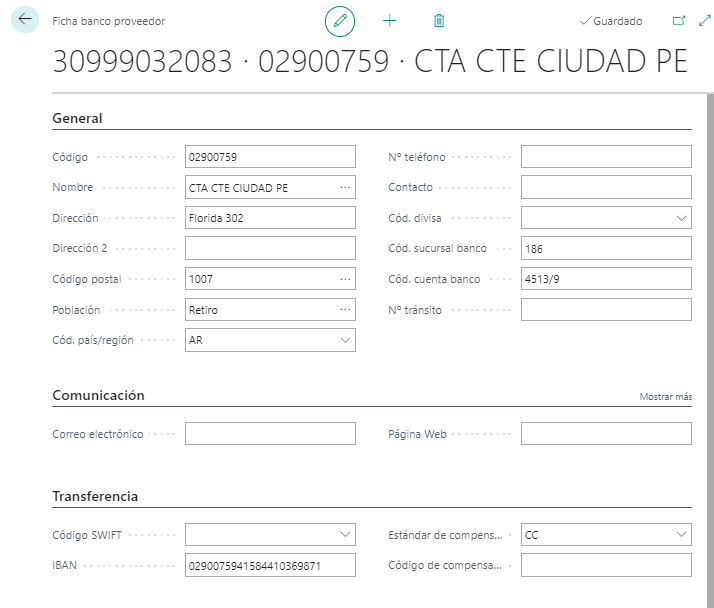 Ficha banco proveedor
Guardado
30999032083 · 02900759 · CTA CTE CIUDAD PE
General
Código 02900759 Nº teléfono
Nombre CTA CTE CIUDAD PE Contacto
Dirección Florida 302 Cód. divisa
Dirección 2 Cód. sucursal banco 186
Código postal 1007 Cód. cuenta banco 4513/9
Población Retiro Nº tránsito
Cód. país/región AR
Comunicación Mostrar más
Correo electrónico Página Web
Transferencia
Código SWIFT Estándar de compens... CC
IBAN 0290075941584410369871 Código de compensa...